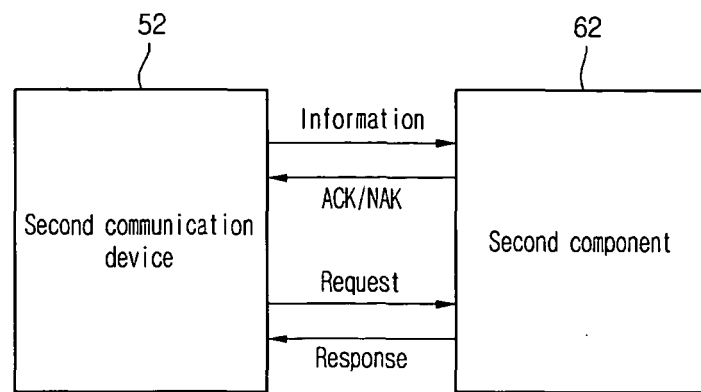 52
62
Information
ACK/NAK
Second communication
device
Second component
Request
Response